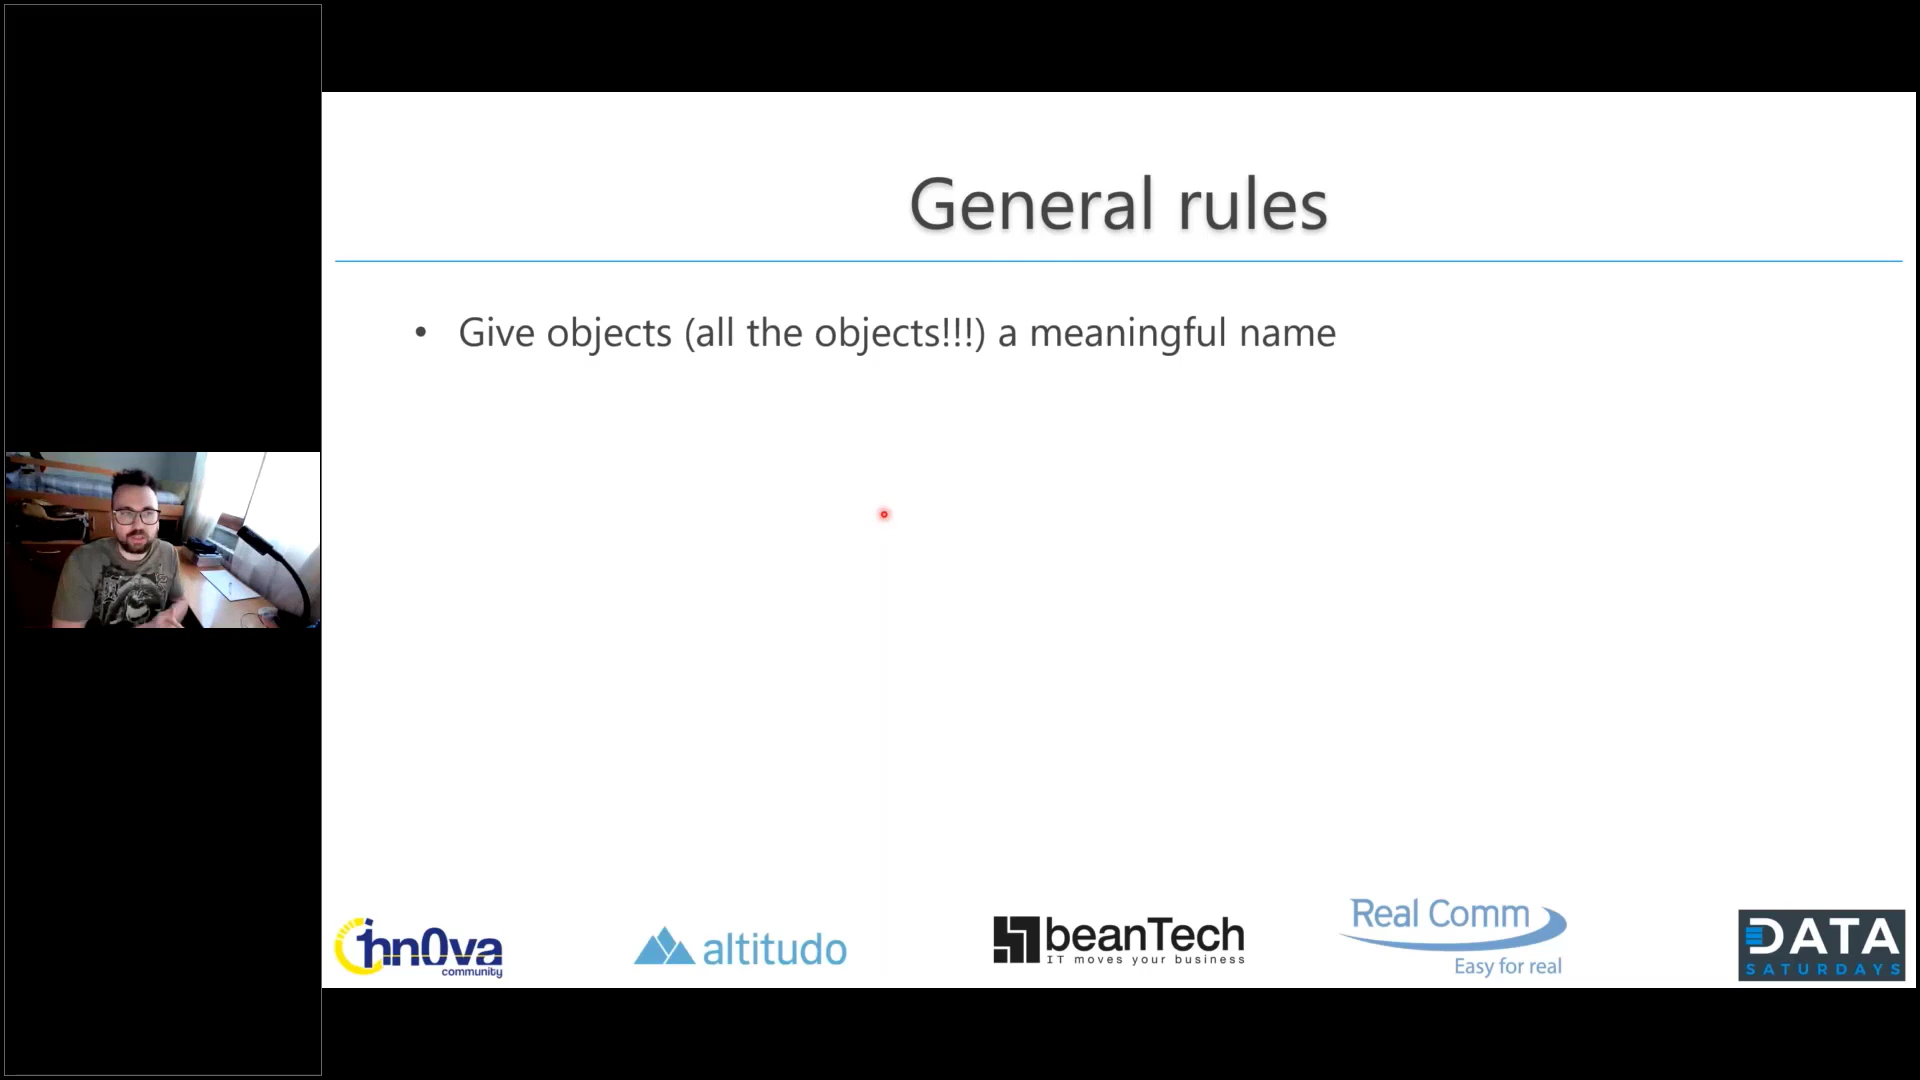 General rules
• Give objects (all the objects!!!) a meaningful name
1nn0va
community
altitudo
beanTech
IT moves your business
Real Comm
Easy for real
DATA
SATURDAYS